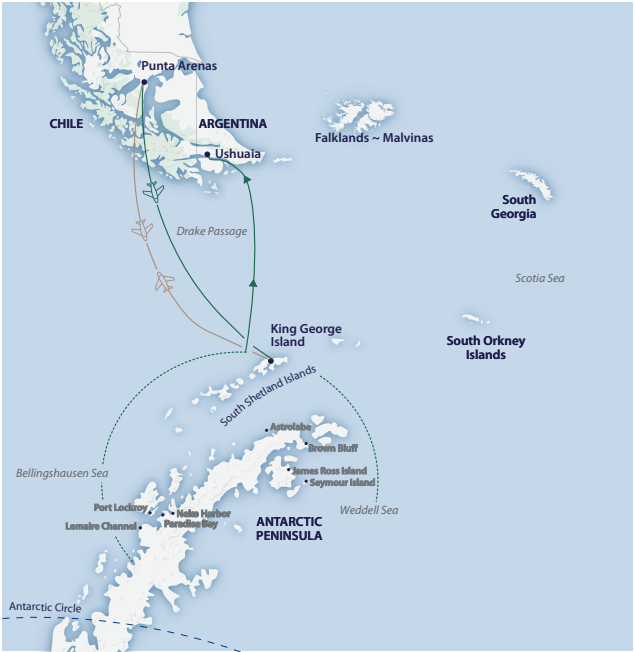 Punta Arenas
CHILE
ARGENTINA
Falklands ~ Malvinas
Ushuaia
South
Georgia
Drake Passage
Scotia Sea
King George
Island
South Orkney
Islands
South Shetland Islands
Astrolabe
Brown Bluff
Bellingshausen Sea
James Ross Island
Seymour Island
Port Lockroy
Neko Harbor
Weddell Sea
Lemaire Channel
Paradise Bay
ANTARCTIC
PENINSULA
Antarctic Circle